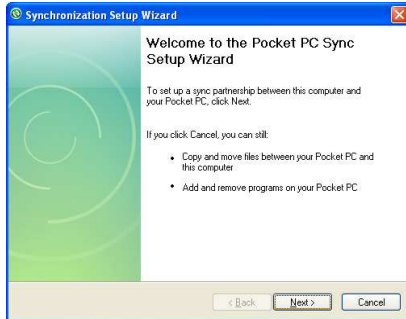 Synchronization Setup Wizard
Welcome to the Pocket PC Sync
Setup Wizard
To set up a sync partnership between this computer and
your Pocket PC, click Next.
If you click Cancel, you can still:
• Copy and move files between your Pocket PC and
this computer
• Add and remove programs on your Pocket PC
< Back Next > Cancel